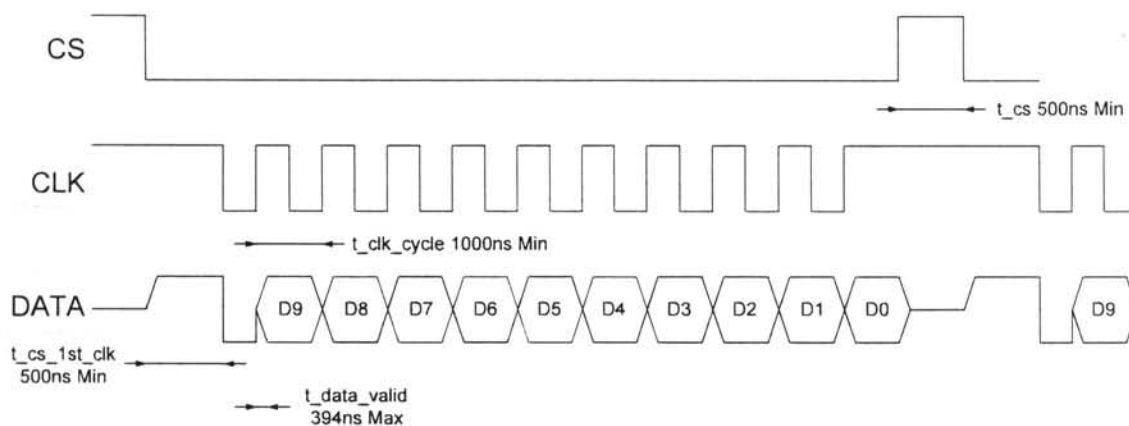 CS
t_cs 500ns Min
CLK
t_clk_cycle 1000ns Min
DATA
D9
D8
D7
D6
D5
D4
D3
D2
D1
D0
D9
t_cs_1st_clk
500ns Min
t_data_valid
394ns Max